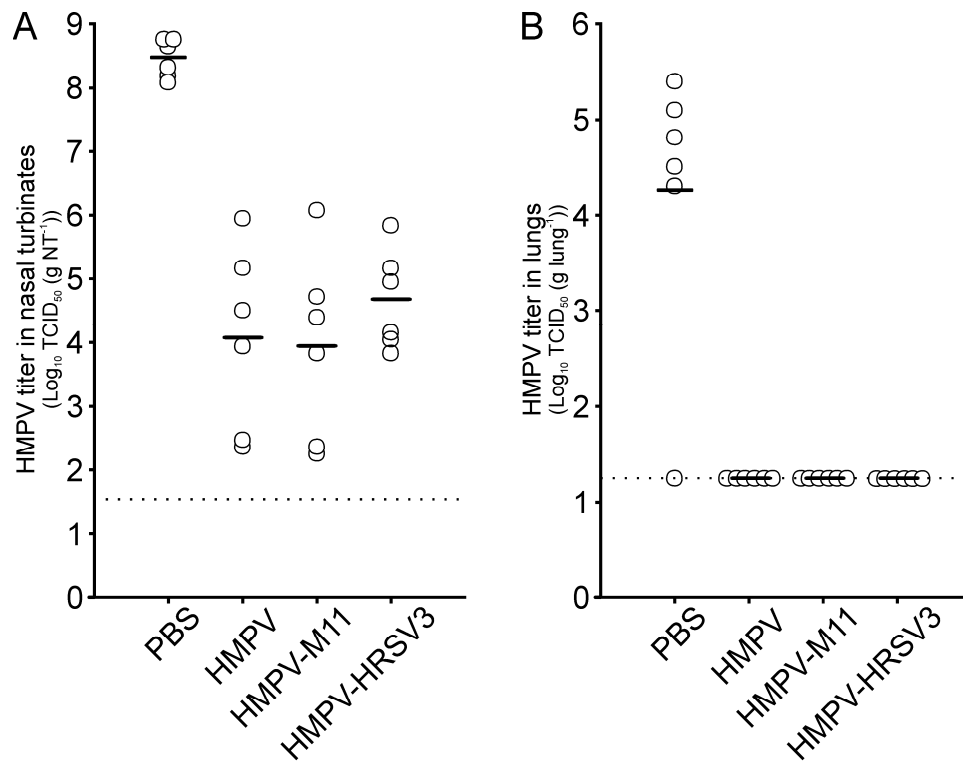 A
HMPV titer in nasal turbinates
(Log₁₀ TCID₅₀ (g NT⁻¹))
9
8
7
6
5
4
3
2
1
0
PBS
HMPV
HMPV-M11
HMPV-HRSV3
B
HMPV titer in lungs
(Log₁₀ TCID₅₀ (g lung⁻¹))
6
5
4
3
2
1
0
PBS
HMPV
HMPV-M11
HMPV-HRSV3